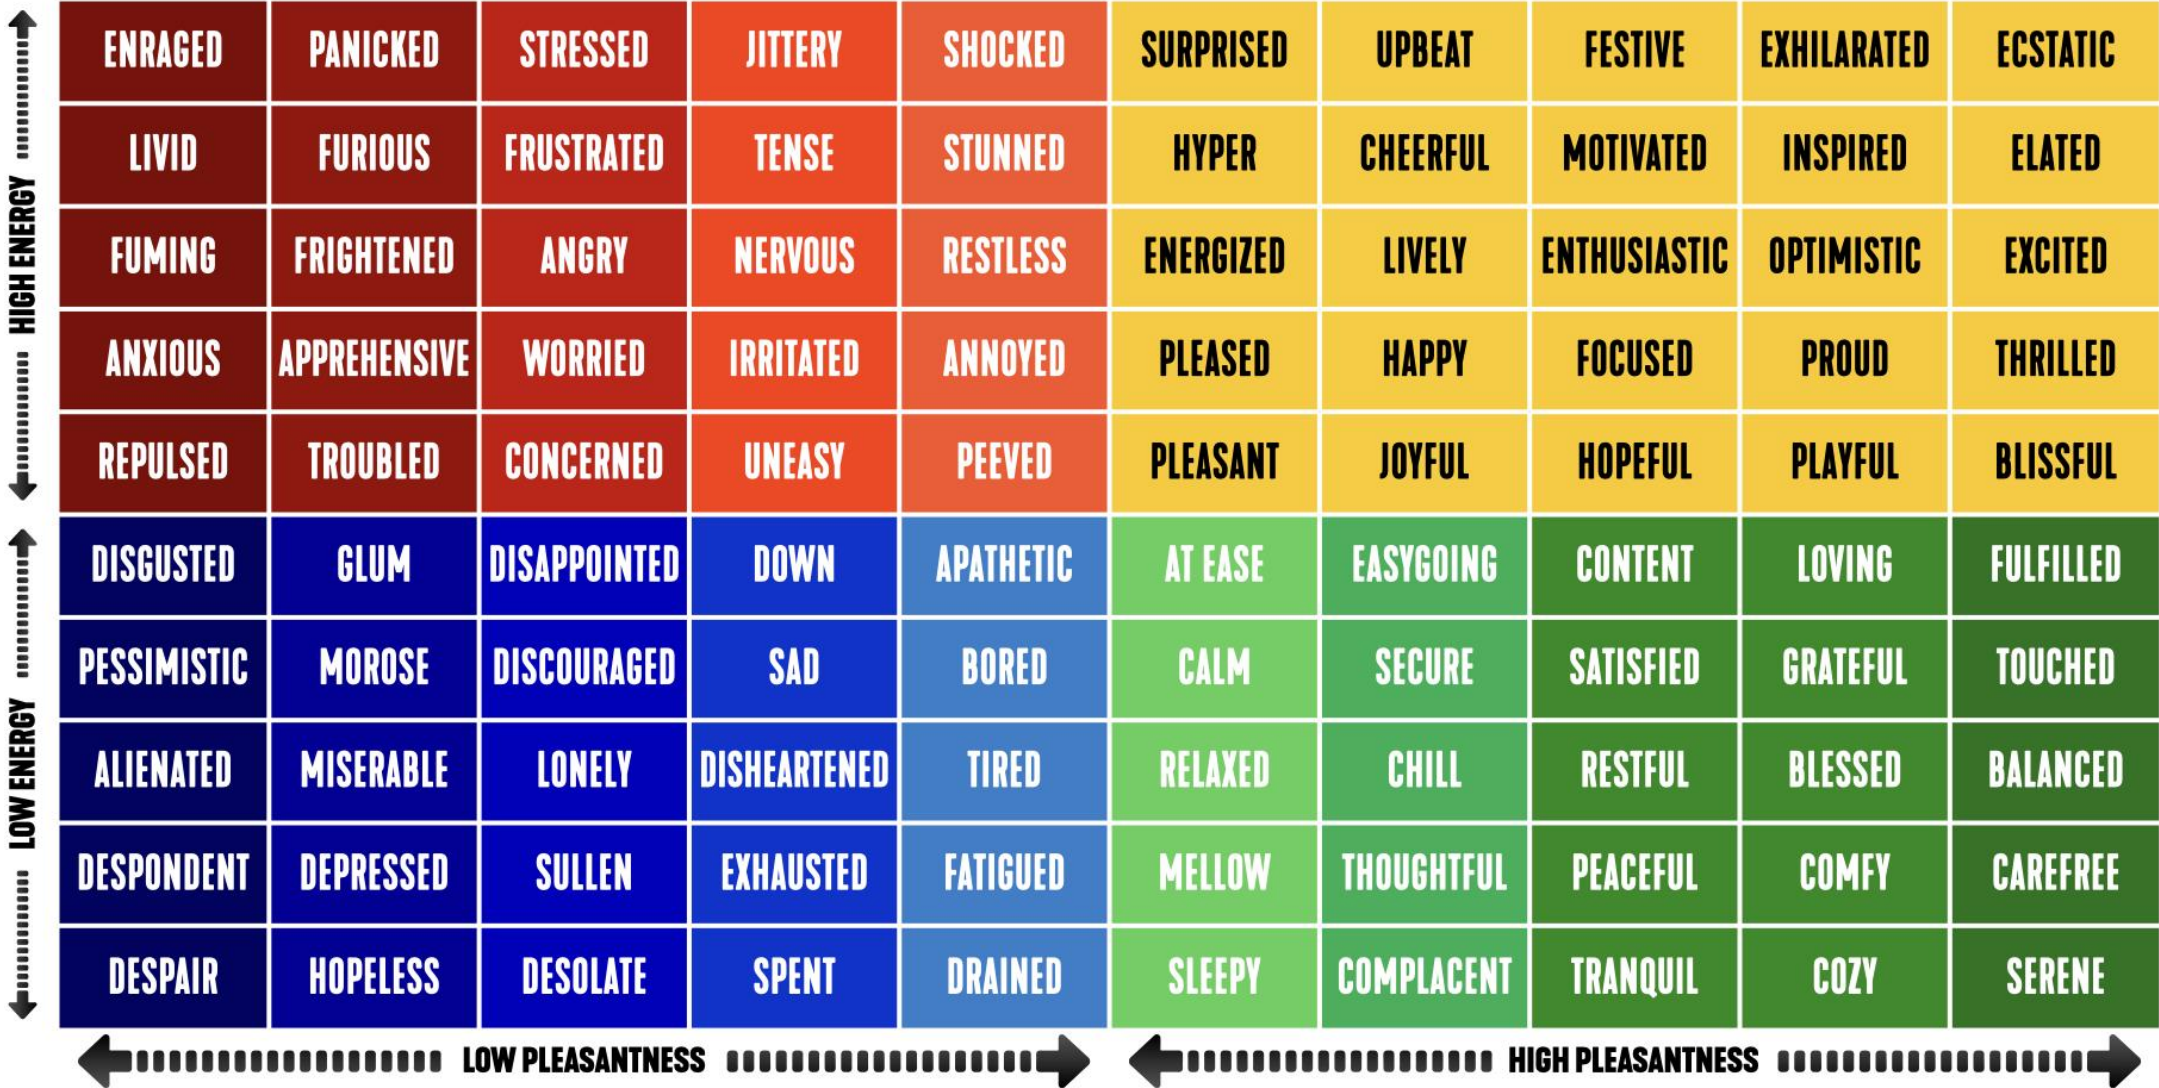 ENRAGED PANICKED STRESSED JITTERY SHOCKED SURPRISED UPBEAT FESTIVE EXHILARATED ECSTATIC
LIVID FURIOUS FRUSTRATED TENSE STUNNED HYPER CHEERFUL MOTIVATED INSPIRED ELATED
FUMING FRIGHTENED ANGRY NERVOUS RESTLESS ENERGIZED LIVELY ENTHUSIASTIC OPTIMISTIC EXCITED
ANXIOUS APPREHENSIVE WORRIED IRRITATED ANNOYED PLEASED HAPPY FOCUSED PROUD THRILLED
REPULSED TROUBLED CONCERNED UNEASY PEEVED PLEASANT JOYFUL HOPEFUL PLAYFUL BLISSFUL
DISGUSTED GLUM DISAPPOINTED DOWN APATHETIC AT EASE EASYGOING CONTENT LOVING FULFILLED
PESSIMISTIC MOROSE DISCOURAGED SAD BORED CALM SECURE SATISFIED GRATEFUL TOUCHED
ALIENATED MISERABLE LONELY DISHEARTENED TIRED RELAXED CHILL RESTFUL BLESSED BALANCED
DESPONDENT DEPRESSED SULLEN EXHAUSTED FATIGUED MELLOW THOUGHTFUL PEACEFUL COMFY CAREFREE
DESPAIR HOPELESS DESOLATE SPENT DRAINED SLEEPY COMPLACENT TRANQUIL COZY SERENE
HIGH ENERGY
LOW ENERGY
LOW PLEASANTNESS HIGH PLEASANTNESS